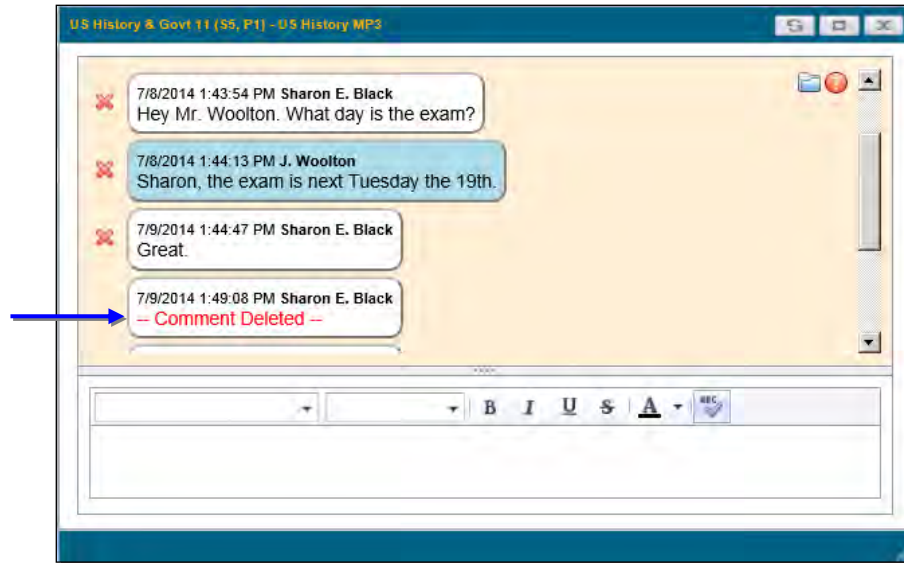 US History & Govt 11 (S5, P1) - US History MP3
7/8/2014 1:43:54 PM Sharon E. Black
Hey Mr. Woolton. What day is the exam?
7/8/2014 1:44:13 PM J. Woolton
Sharon, the exam is next Tuesday the 19th.
7/9/2014 1:44:47 PM Sharon E. Black
Great.
7/9/2014 1:49:08 PM Sharon E. Black
-- Comment Deleted --
B I U S A ABC